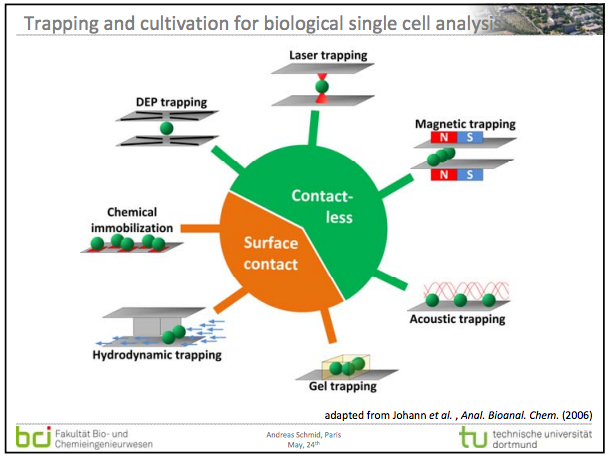 Trapping and cultivation for biological single cell analysis
Laser trapping
DEP trapping
Magnetic trapping
N S
N S
Contact-
less
Chemical
immobilization
Surface
contact
Acoustic trapping
Hydrodynamic trapping
Gel trapping
adapted from Johann et al. , Anal. Bioanal. Chem. (2006)
bci
Fakultät Bio- und
Chemieingenieurwesen
Andreas Schmid, Paris
May, 24th
tu
technische universität
dortmund